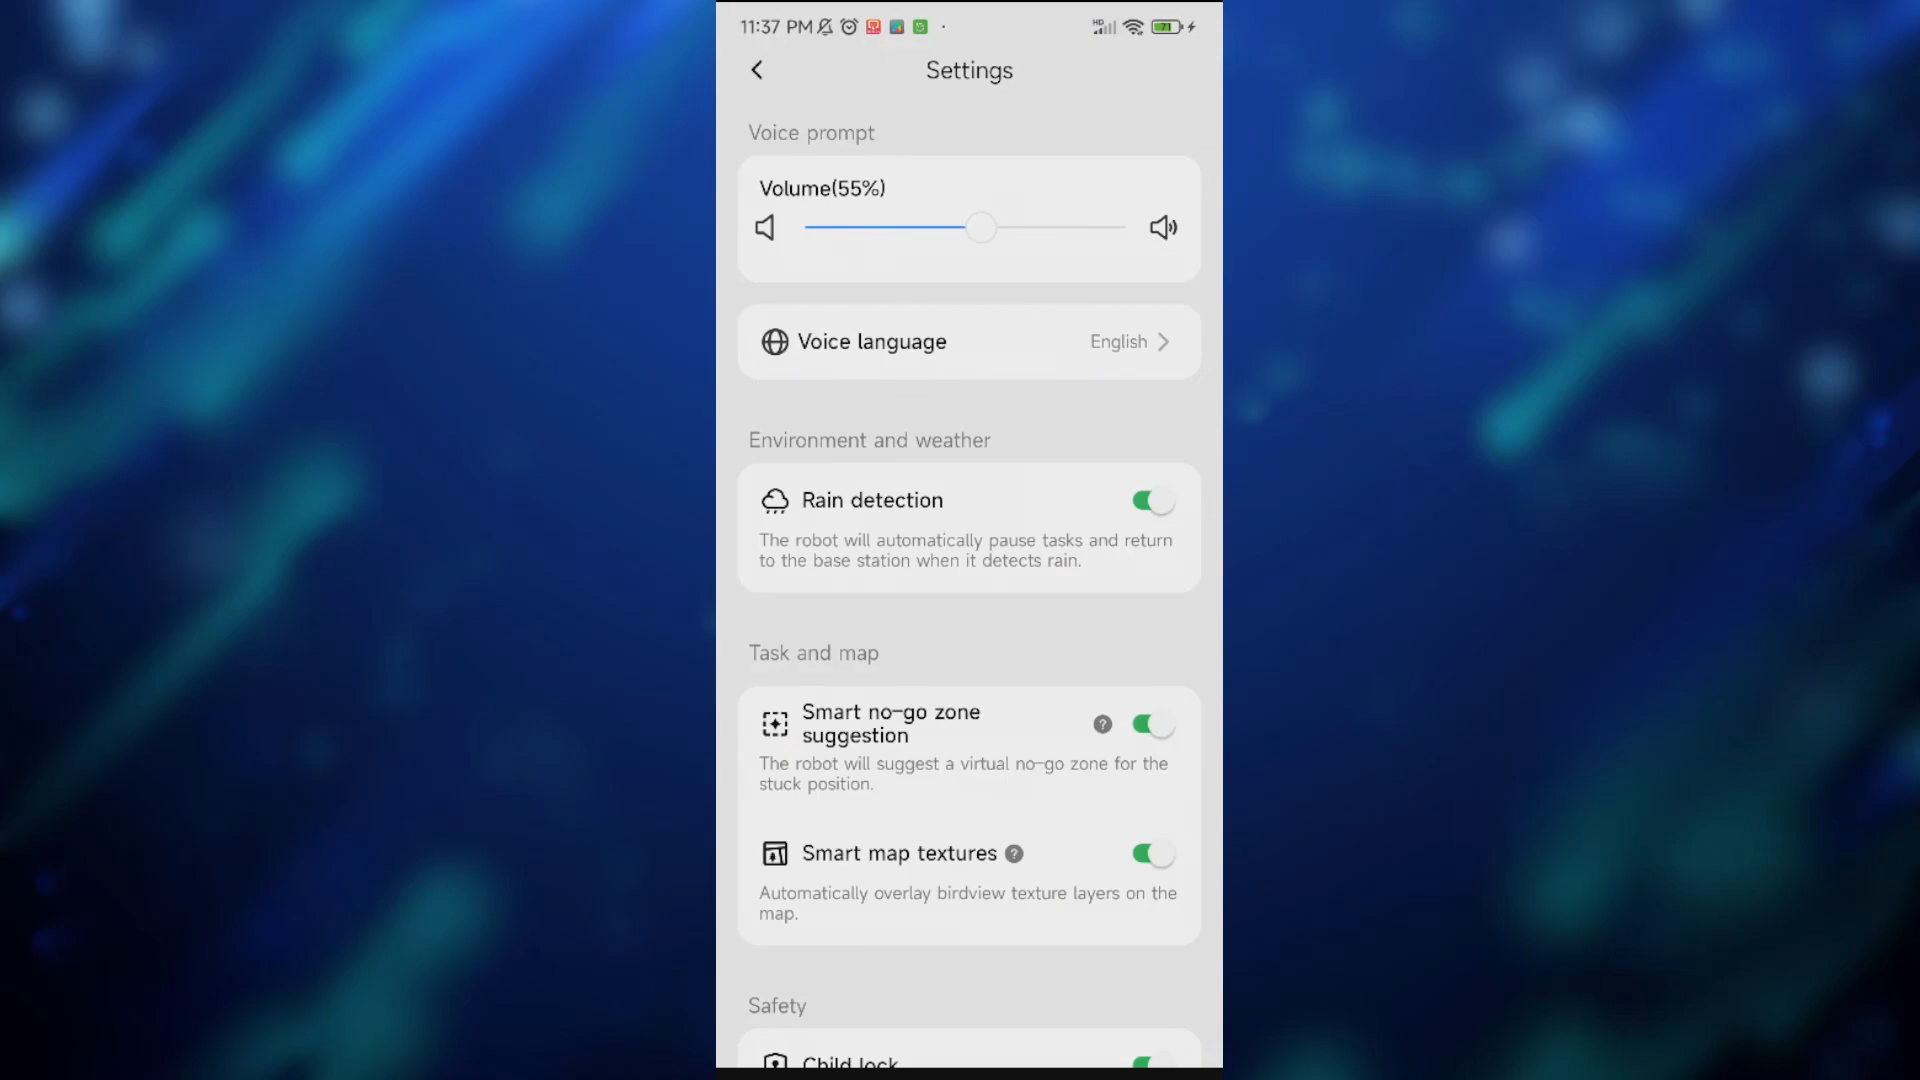 11:37 PM
HD
71
Settings
Voice prompt
Volume(55%)
Voice language
English
Environment and weather
Rain detection
The robot will automatically pause tasks and return
to the base station when it detects rain.
Task and map
Smart no-go zone
suggestion
?
The robot will suggest a virtual no-go zone for the
stuck position.
Smart map textures ?
Automatically overlay birdview texture layers on the
map.
Safety
Child lock